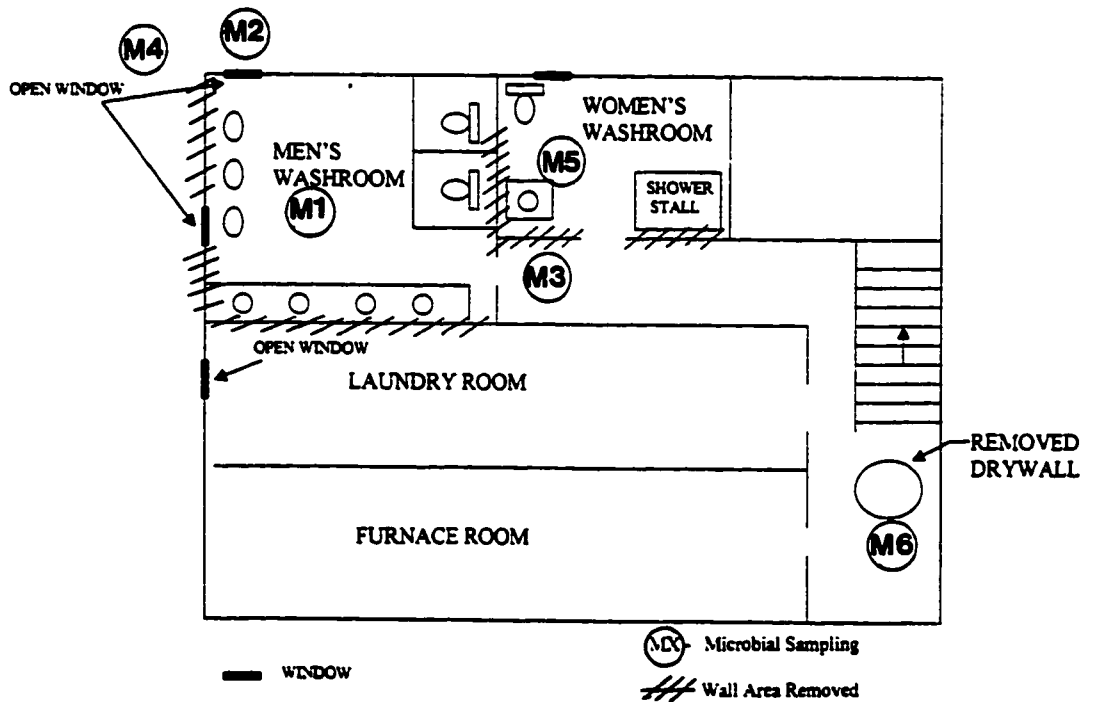 M4
M2
OPEN WINDOW
MEN'S
WASHROOM
M1
WOMEN'S
WASHROOM
M5
SHOWER
STALL
M3
OPEN WINDOW
LAUNDRY ROOM
REMOVED
DRYWALL
FURNACE ROOM
M6
MX - Microbial Sampling
WINDOW
Wall Area Removed